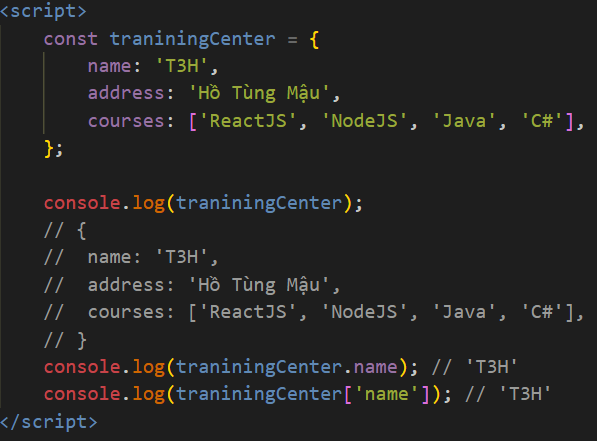 <script>
const traniningCenter = {
name: 'T3H',
address: 'Hồ Tùng Mậu',
courses: ['ReactJS', 'NodeJS', 'Java', 'C#'],
};
console.log(traniningCenter);
// {
// name: 'T3H',
// address: 'Hồ Tùng Mậu',
// courses: ['ReactJS', 'NodeJS', 'Java', 'C#'],
// }
console.log(traniningCenter.name); // 'T3H'
console.log(traniningCenter['name']); // 'T3H'
</script>